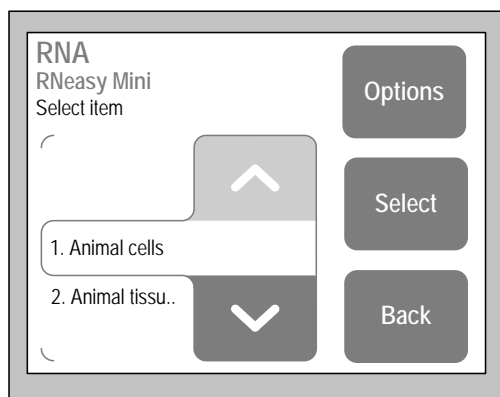 RNA
RNeasy Mini
Select item
Options
Select
1. Animal cells
2. Animal tissu..
Back